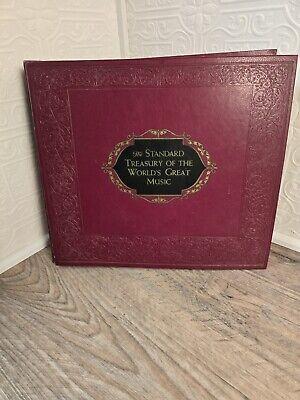 The STANDARD
TREASURY OF THE
WORLD'S GREAT
MUSIC